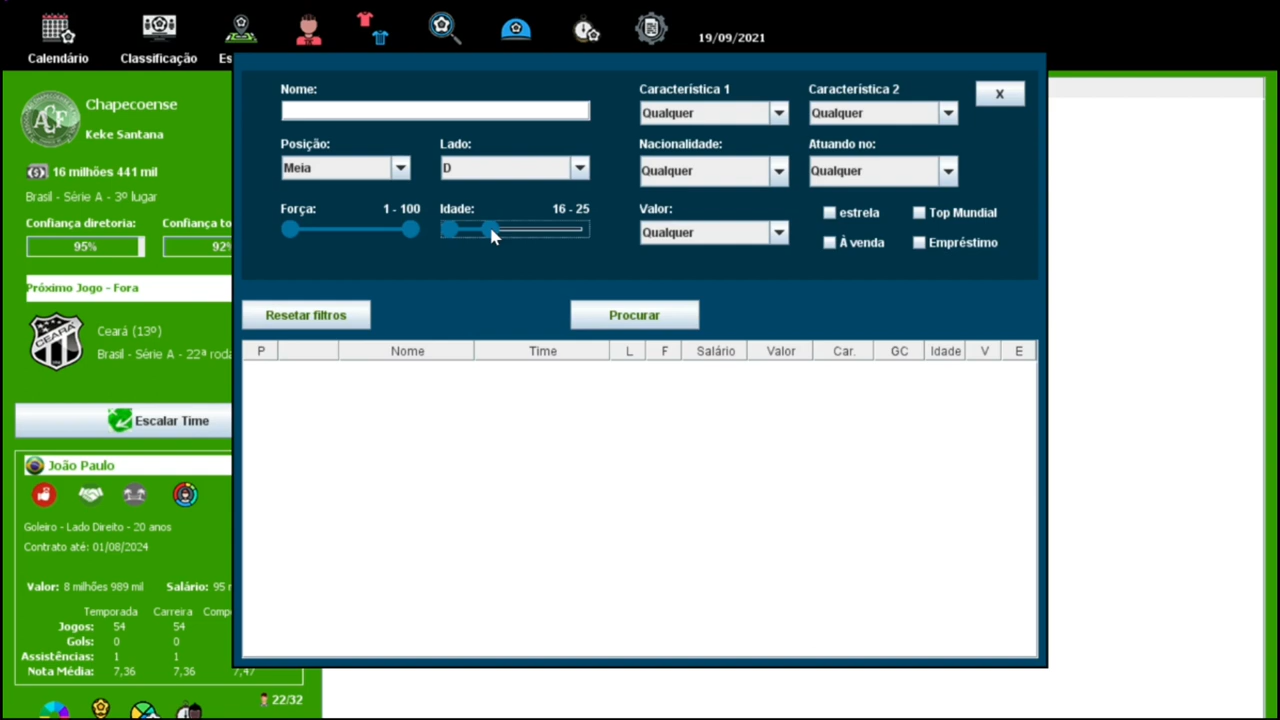 19/09/2021
Calendário
Classificação
Es
Chapecoense
Keke Santana
16 milhões 441 mil
Brasil - Série A - 3º lugar
Confiança diretoria:
Confiança to
95%
92%
Próximo Jogo - Fora
Ceará (13º)
Brasil - Série A - 22ª roda
Escalar Time
João Paulo
Goleiro - Lado Direito - 20 anos
Contrato até: 01/08/2024
Valor: 8 milhões 989 mil
Salário: 95 r
Temporada Carreira Compe
Jogos: 54 54
Gols: 0 0
Assistências: 1 1
Nota Média: 7,36 7,36 7,47
22/32
Nome:
Característica 1
Característica 2
X
Qualquer
Qualquer
Posição:
Lado:
Nacionalidade:
Atuando no:
Meia
D
Qualquer
Qualquer
Força:
1 - 100
Idade:
16 - 25
Valor:
estrela
Top Mundial
Qualquer
À venda
Empréstimo
Resetar filtros
Procurar
P Nome Time L F Salário Valor Car. GC Idade V E